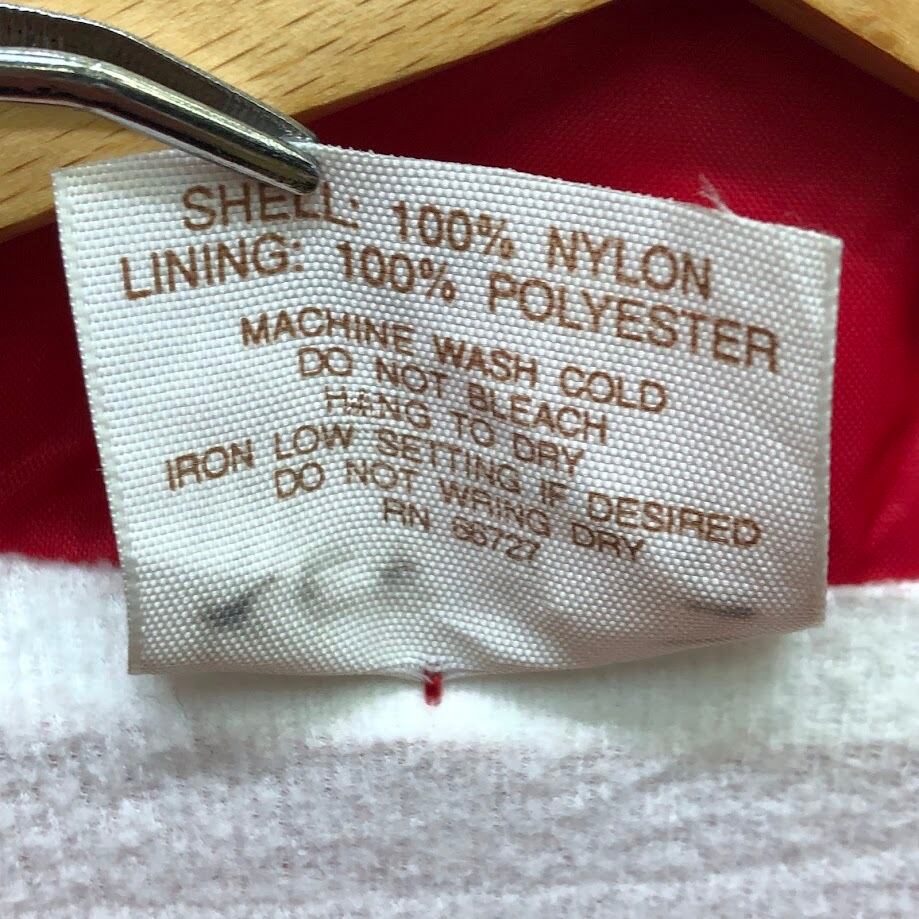 SHELL: 100% NYLON
LINING: 100% POLYESTER
MACHINE WASH COLD
DO NOT BLEACH
HANG TO DRY
IRON LOW SETTING IF DESIRED
DO NOT WRING DRY
RN 66727